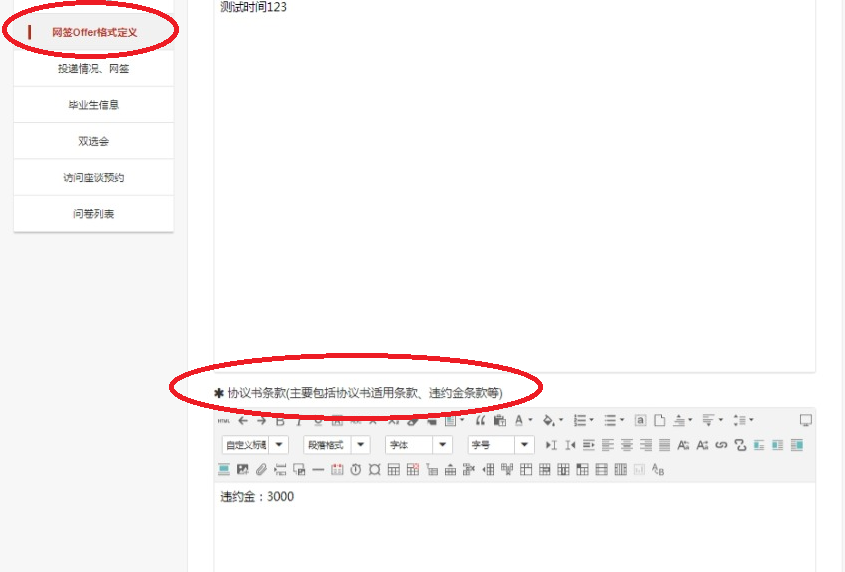 测试时间123
网签Offer格式定义
投递情况、网签
毕业生信息
双选会
访问座谈预约
问卷列表
✱ 协议书条款(主要包括协议书适用条款、违约金条款等)
HTML
自定义标题 段落格式 字体 字号
违约金：3000